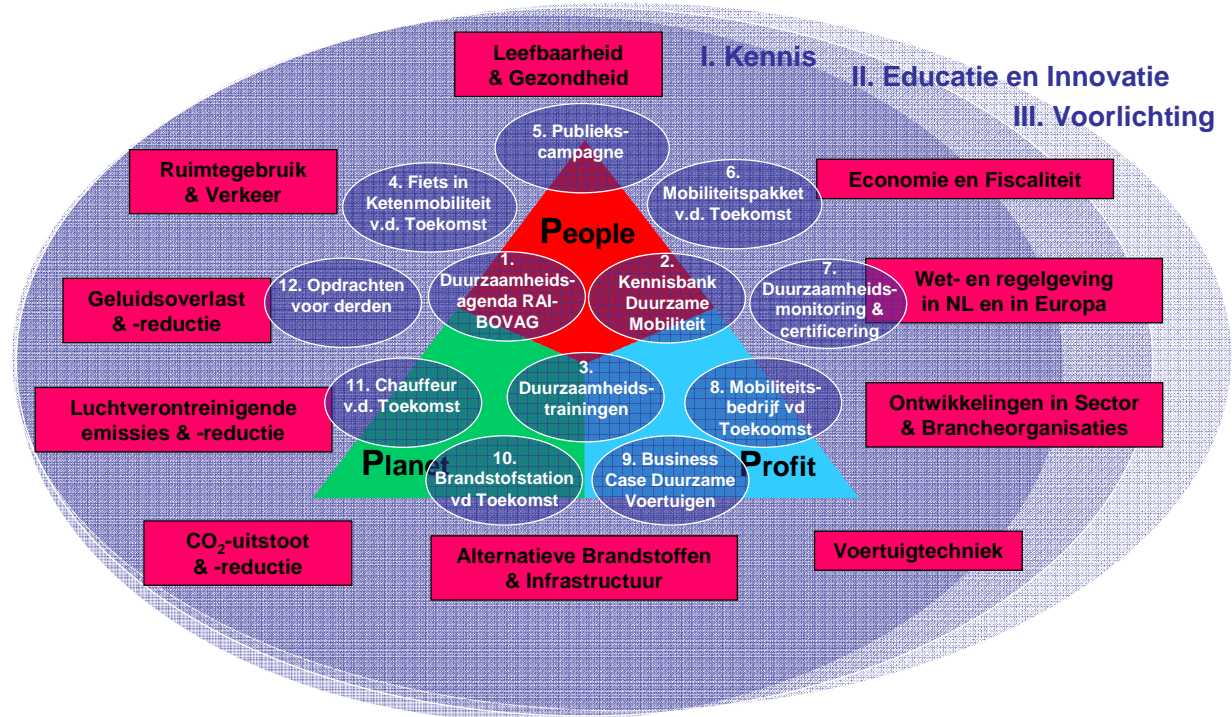 Leefbaarheid
& Gezondheid
I. Kennis
II. Educatie en Innovatie
III. Voorlichting
5. Publieks-
campagne
Ruimtegebruik
& Verkeer
4. Fiets in
Ketenmobiliteit
v.d. Toekomst
6.
Mobiliteitspakket
v.d. Toekomst
Economie en Fiscaliteit
People
Geluidsoverlast
& -reductie
12. Opdrachten
voor derden
1.
Duurzaamheids-
agenda RAI-
BOVAG
2.
Kennisbank
Duurzame
Mobiliteit
7.
Duurzaamheids-
monitoring &
certificering
Wet- en regelgeving
in NL en in Europa
Luchtverontreinigende
emissies & -reductie
11. Chauffeur
v.d. Toekomst
3.
Duurzaamheids-
trainingen
8. Mobiliteits-
bedrijf vd
Toekoomst
Ontwikkelingen in Sector
& Brancheorganisaties
Planet
10.
Brandstofstation
vd Toekomst
9. Business
Case Duurzame
Voertuigen
Profit
CO2-uitstoot
& -reductie
Alternatieve Brandstoffen
& Infrastructuur
Voertuigtechniek